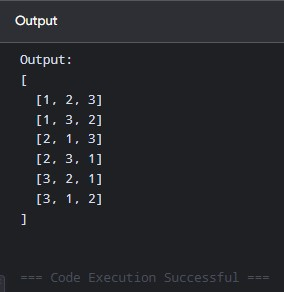 Output
Output:
[
  [1, 2, 3]
  [1, 3, 2]
  [2, 1, 3]
  [2, 3, 1]
  [3, 2, 1]
  [3, 1, 2]
]
=== Code Execution Successful ===